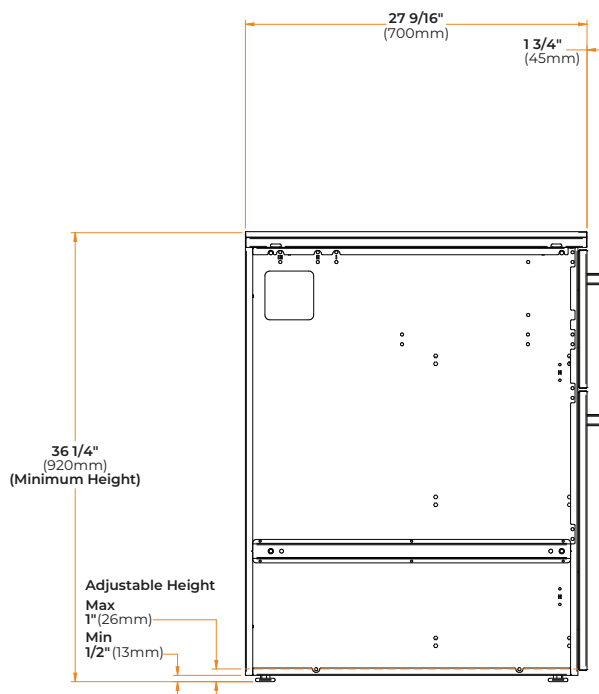 27 9/16"
(700mm)
1 3/4"
(45mm)
36 1/4"
(920mm)
(Minimum Height)
Adjustable Height
Max
1"(26mm)
Min
1/2"(13mm)